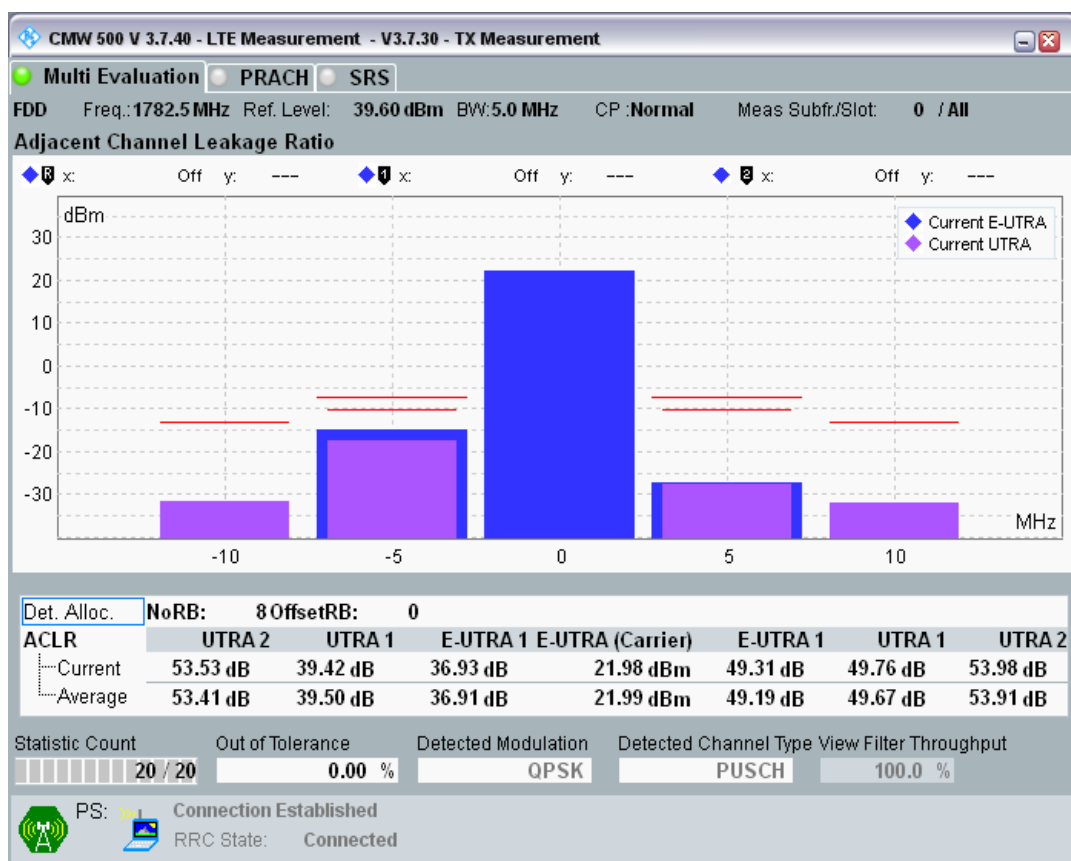 CMW 500 V 3.7.40 - LTE Measurement - V3.7.30 - TX Measurement
Multi Evaluation PRACH SRS
FDD Freq.: 1782.5 MHz Ref. Level: 39.60 dBm BW: 5.0 MHz CP : Normal Meas Subfr./Slot: 0 / All
Adjacent Channel Leakage Ratio
R x: Off y: --- 1 x: Off y: --- 2 x: Off y: ---
dBm
Current E-UTRA
Current UTRA
30
20
10
0
-10
-20
-30
MHz
-10 -5 0 5 10
Det. Alloc. NoRB: 8 OffsetRB: 0
ACLR UTRA 2 UTRA 1 E-UTRA 1 E-UTRA (Carrier) E-UTRA 1 UTRA 1 UTRA 2
Current 53.53 dB 39.42 dB 36.93 dB 21.98 dBm 49.31 dB 49.76 dB 53.98 dB
Average 53.41 dB 39.50 dB 36.91 dB 21.99 dBm 49.19 dB 49.67 dB 53.91 dB
Statistic Count Out of Tolerance Detected Modulation Detected Channel Type View Filter Throughput
20 / 20 0.00 % QPSK PUSCH 100.0 %
PS: Connection Established
RRC State: Connected